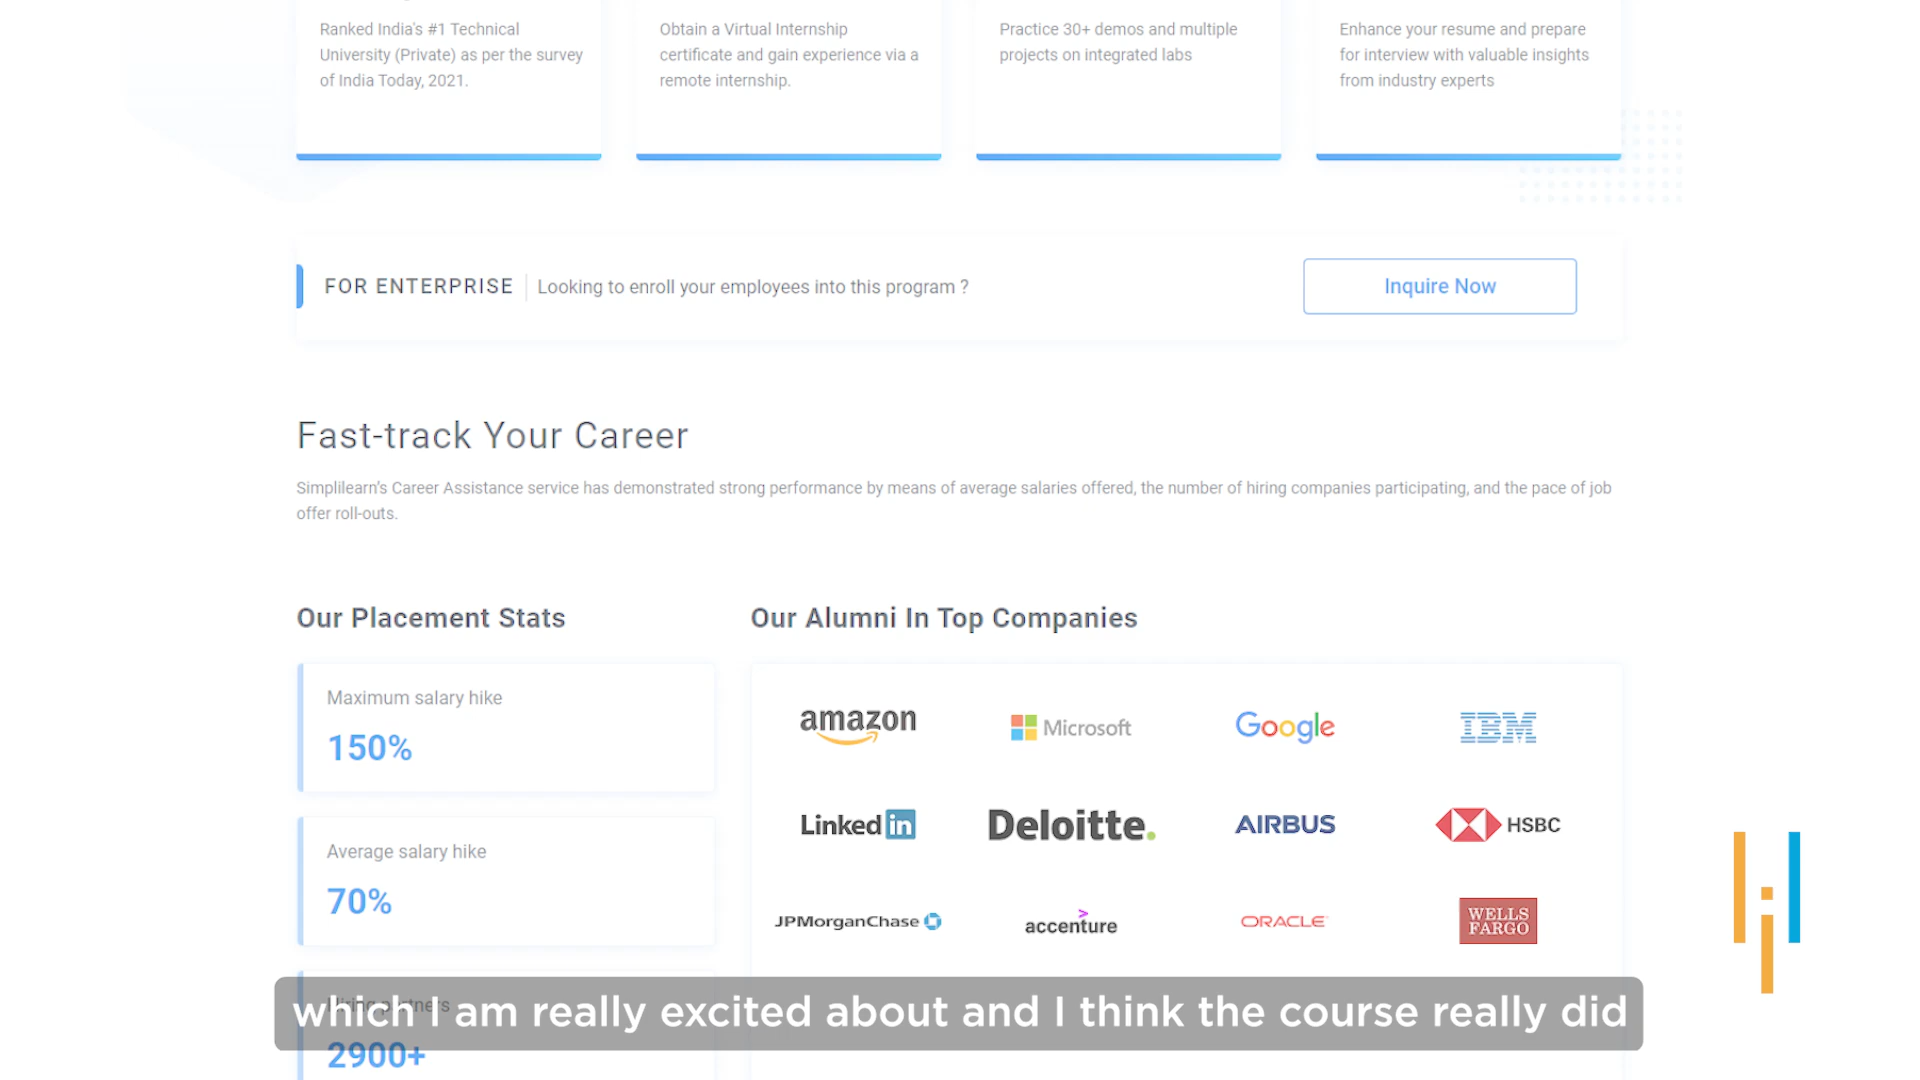 Ranked India's #1 Technical
University (Private) as per the survey
of India Today, 2021.
Obtain a Virtual Internship
certificate and gain experience via a
remote internship.
Practice 30+ demos and multiple
projects on integrated labs
Enhance your resume and prepare
for interview with valuable insights
from industry experts
FOR ENTERPRISE
Looking to enroll your employees into this program ?
Inquire Now
Fast-track Your Career
Simplilearn's Career Assistance service has demonstrated strong performance by means of average salaries offered, the number of hiring companies participating, and the pace of job
offer roll-outs.
Our Placement Stats
Maximum salary hike
150%
Average salary hike
70%
Hiring partners
2900+
Our Alumni In Top Companies
amazon
Microsoft
Google
IBM
Linked in
Deloitte.
AIRBUS
HSBC
JPMorganChase
accenture
ORACLE
WELLS
FARGO
which I am really excited about and I think the course really did